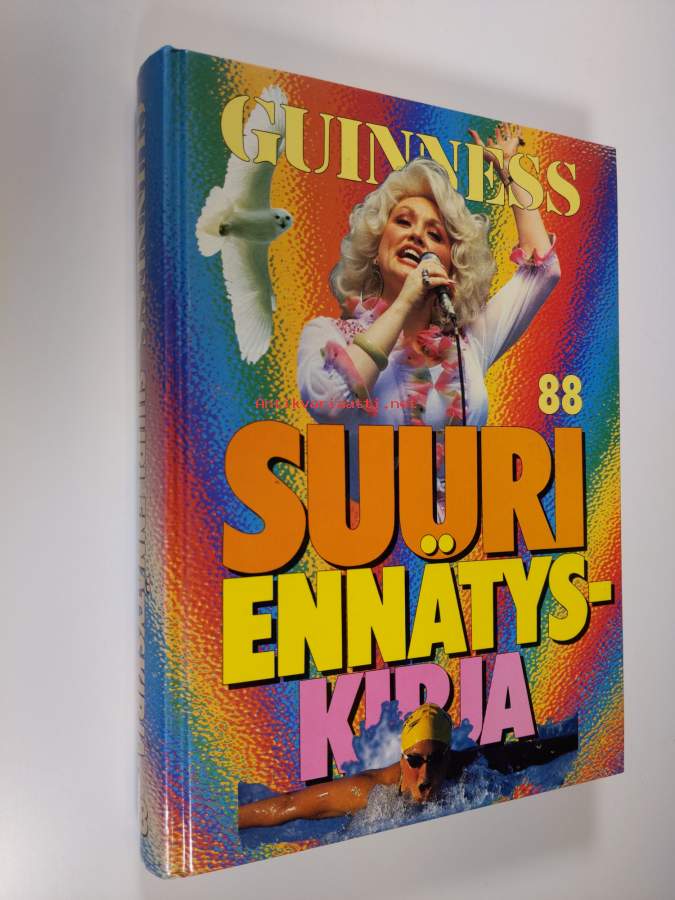 GUINNESS
88
Antikvariaatti.net
SUURI
ENNÄTYS-
KIRJA